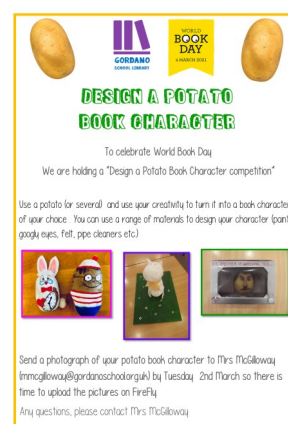 GORDANO
SCHOOL LIBRARY
WORLD
BOOK
DAY
4 MARCH 2021
DESIGN A POTATO
BOOK CHARACTER
To celebrate World Book Day
We are holding a "Design a Potato Book Character competition"
Use a potato (or several) and use your creativity to turn it into a book character
of your choice. You can use a range of materials to design your character (paint,
googly eyes, felt, pipe cleaners etc.)
Send a photograph of your potato book character to Mrs McGilloway
(mmcgilloway@gordanoschool.org.uk) by Tuesday 2nd March so there is
time to upload the pictures on FireFly.
Any questions, please contact Mrs McGilloway